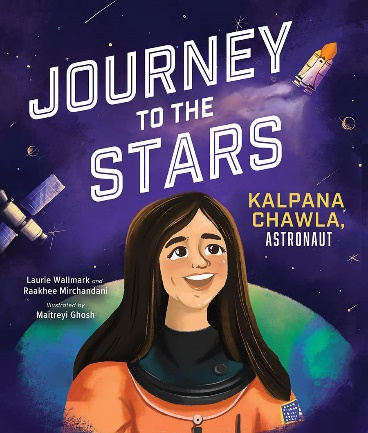 JOURNEY
TO THE
STARS
KALPANA
CHAWLA,
ASTRONAUT
Laurie Wallmark and
Raakhee Mirchandani
illustrated by
Maitreyi Ghosh